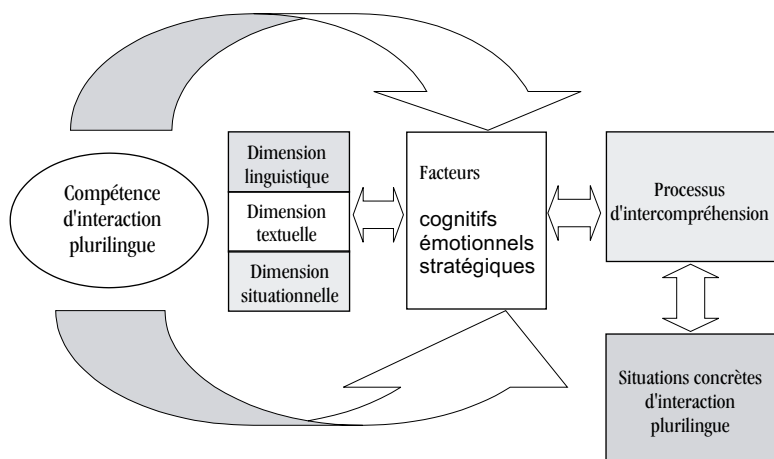 Compétence
d'interaction
plurilingue
Dimension
linguistique
Dimension
textuelle
Dimension
situationnelle
Facteurs
cognitifs
émotionnels
stratégiques
Processus
d'intercompréhension
Situations concrètes
d'interaction
plurilingue